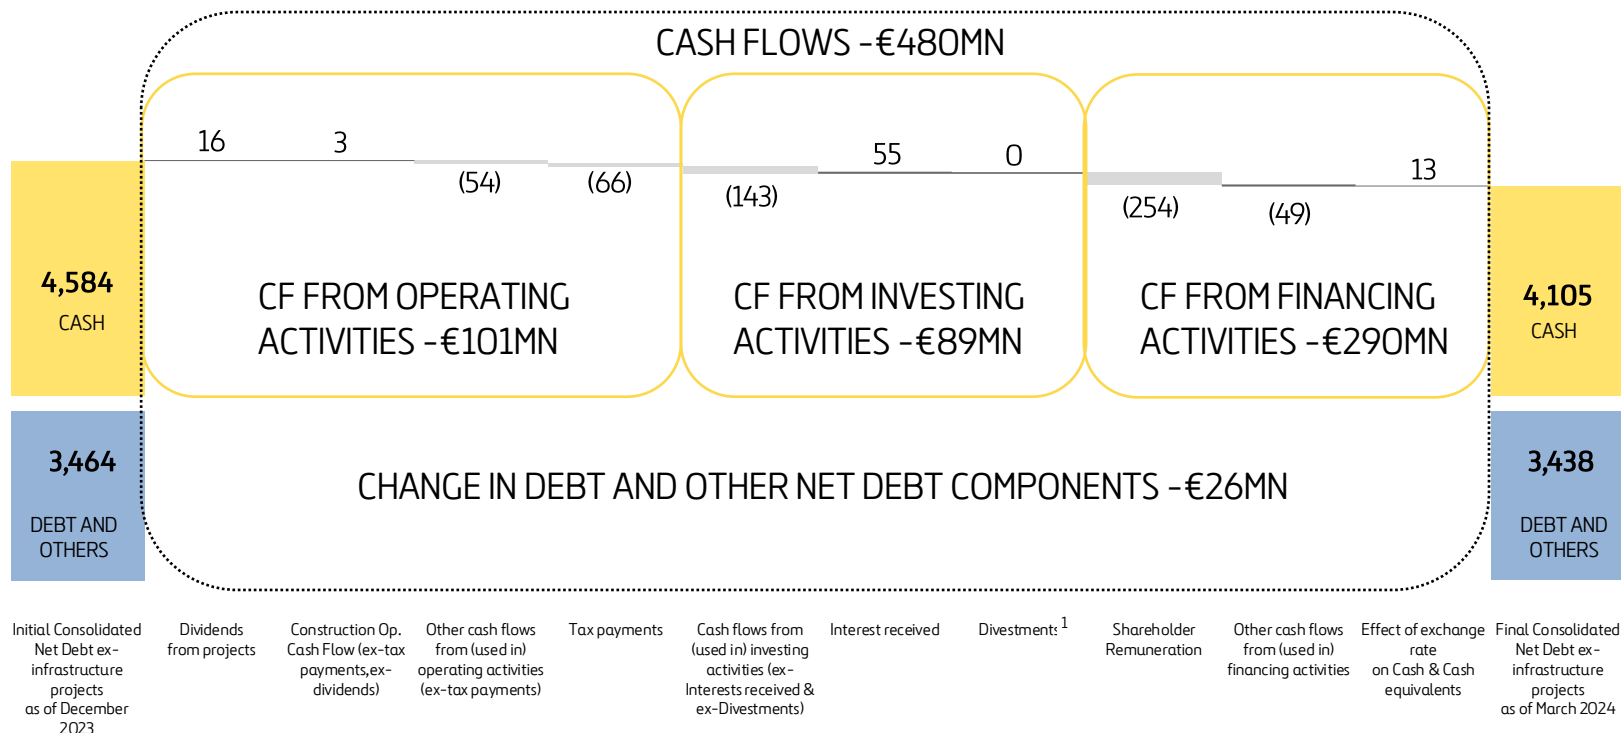 CASH FLOWS -€480MN
16
3
(54)
(66)
(143)
55
0
(254)
(49)
13
4,584
CASH
CF FROM OPERATING
ACTIVITIES -€101MN
CF FROM INVESTING
ACTIVITIES -€89MN
CF FROM FINANCING
ACTIVITIES -€290MN
4,105
CASH
3,464
DEBT AND
OTHERS
CHANGE IN DEBT AND OTHER NET DEBT COMPONENTS -€26MN
3,438
DEBT AND
OTHERS
Initial Consolidated
Net Debt ex-
infrastructure
projects
as of December
2023
Dividends
from projects
Construction Op.
Cash Flow (ex-tax
payments,ex-
dividends)
Other cash flows
from (used in)
operating activities
(ex-tax payments)
Tax payments
Cash flows from
(used in) investing
activities (ex-
Interests received &
ex-Divestments)
Interest received
Divestments 1
Shareholder
Remuneration
Other cash flows
from (used in)
financing activities
Effect of exchange
rate
on Cash & Cash
equivalents
Final Consolidated
Net Debt ex-
infrastructure
projects
as of March 2024